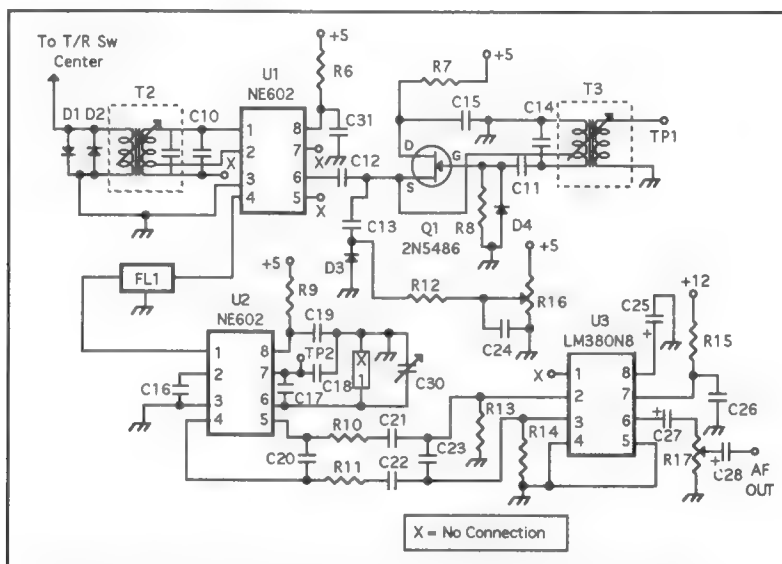 To T/R Sw
Center
D1 D2
T2
C10
X
U1
NE602
1
2
3
4
8
7
6
5
+5
R6
C31
X
X
C12
C13
D3
R7
+5
C15
D
G
S
Q1
2N5486
R8
D4
C11
C14
T3
TP1
FL1
R12
+5
R16
C24
U2
NE602
1
2
3
4
8
7
6
5
+5
R9
C19
TP2
C18
C17
X
1
C30
C16
C20
R10
R11
C21
C22
C23
R13
R14
U3
LM380N8
X
1
2
3
4
8
7
6
5
C25
+
+12
R15
C26
+
C27
R17
+
C28
AF
OUT
X = No Connection